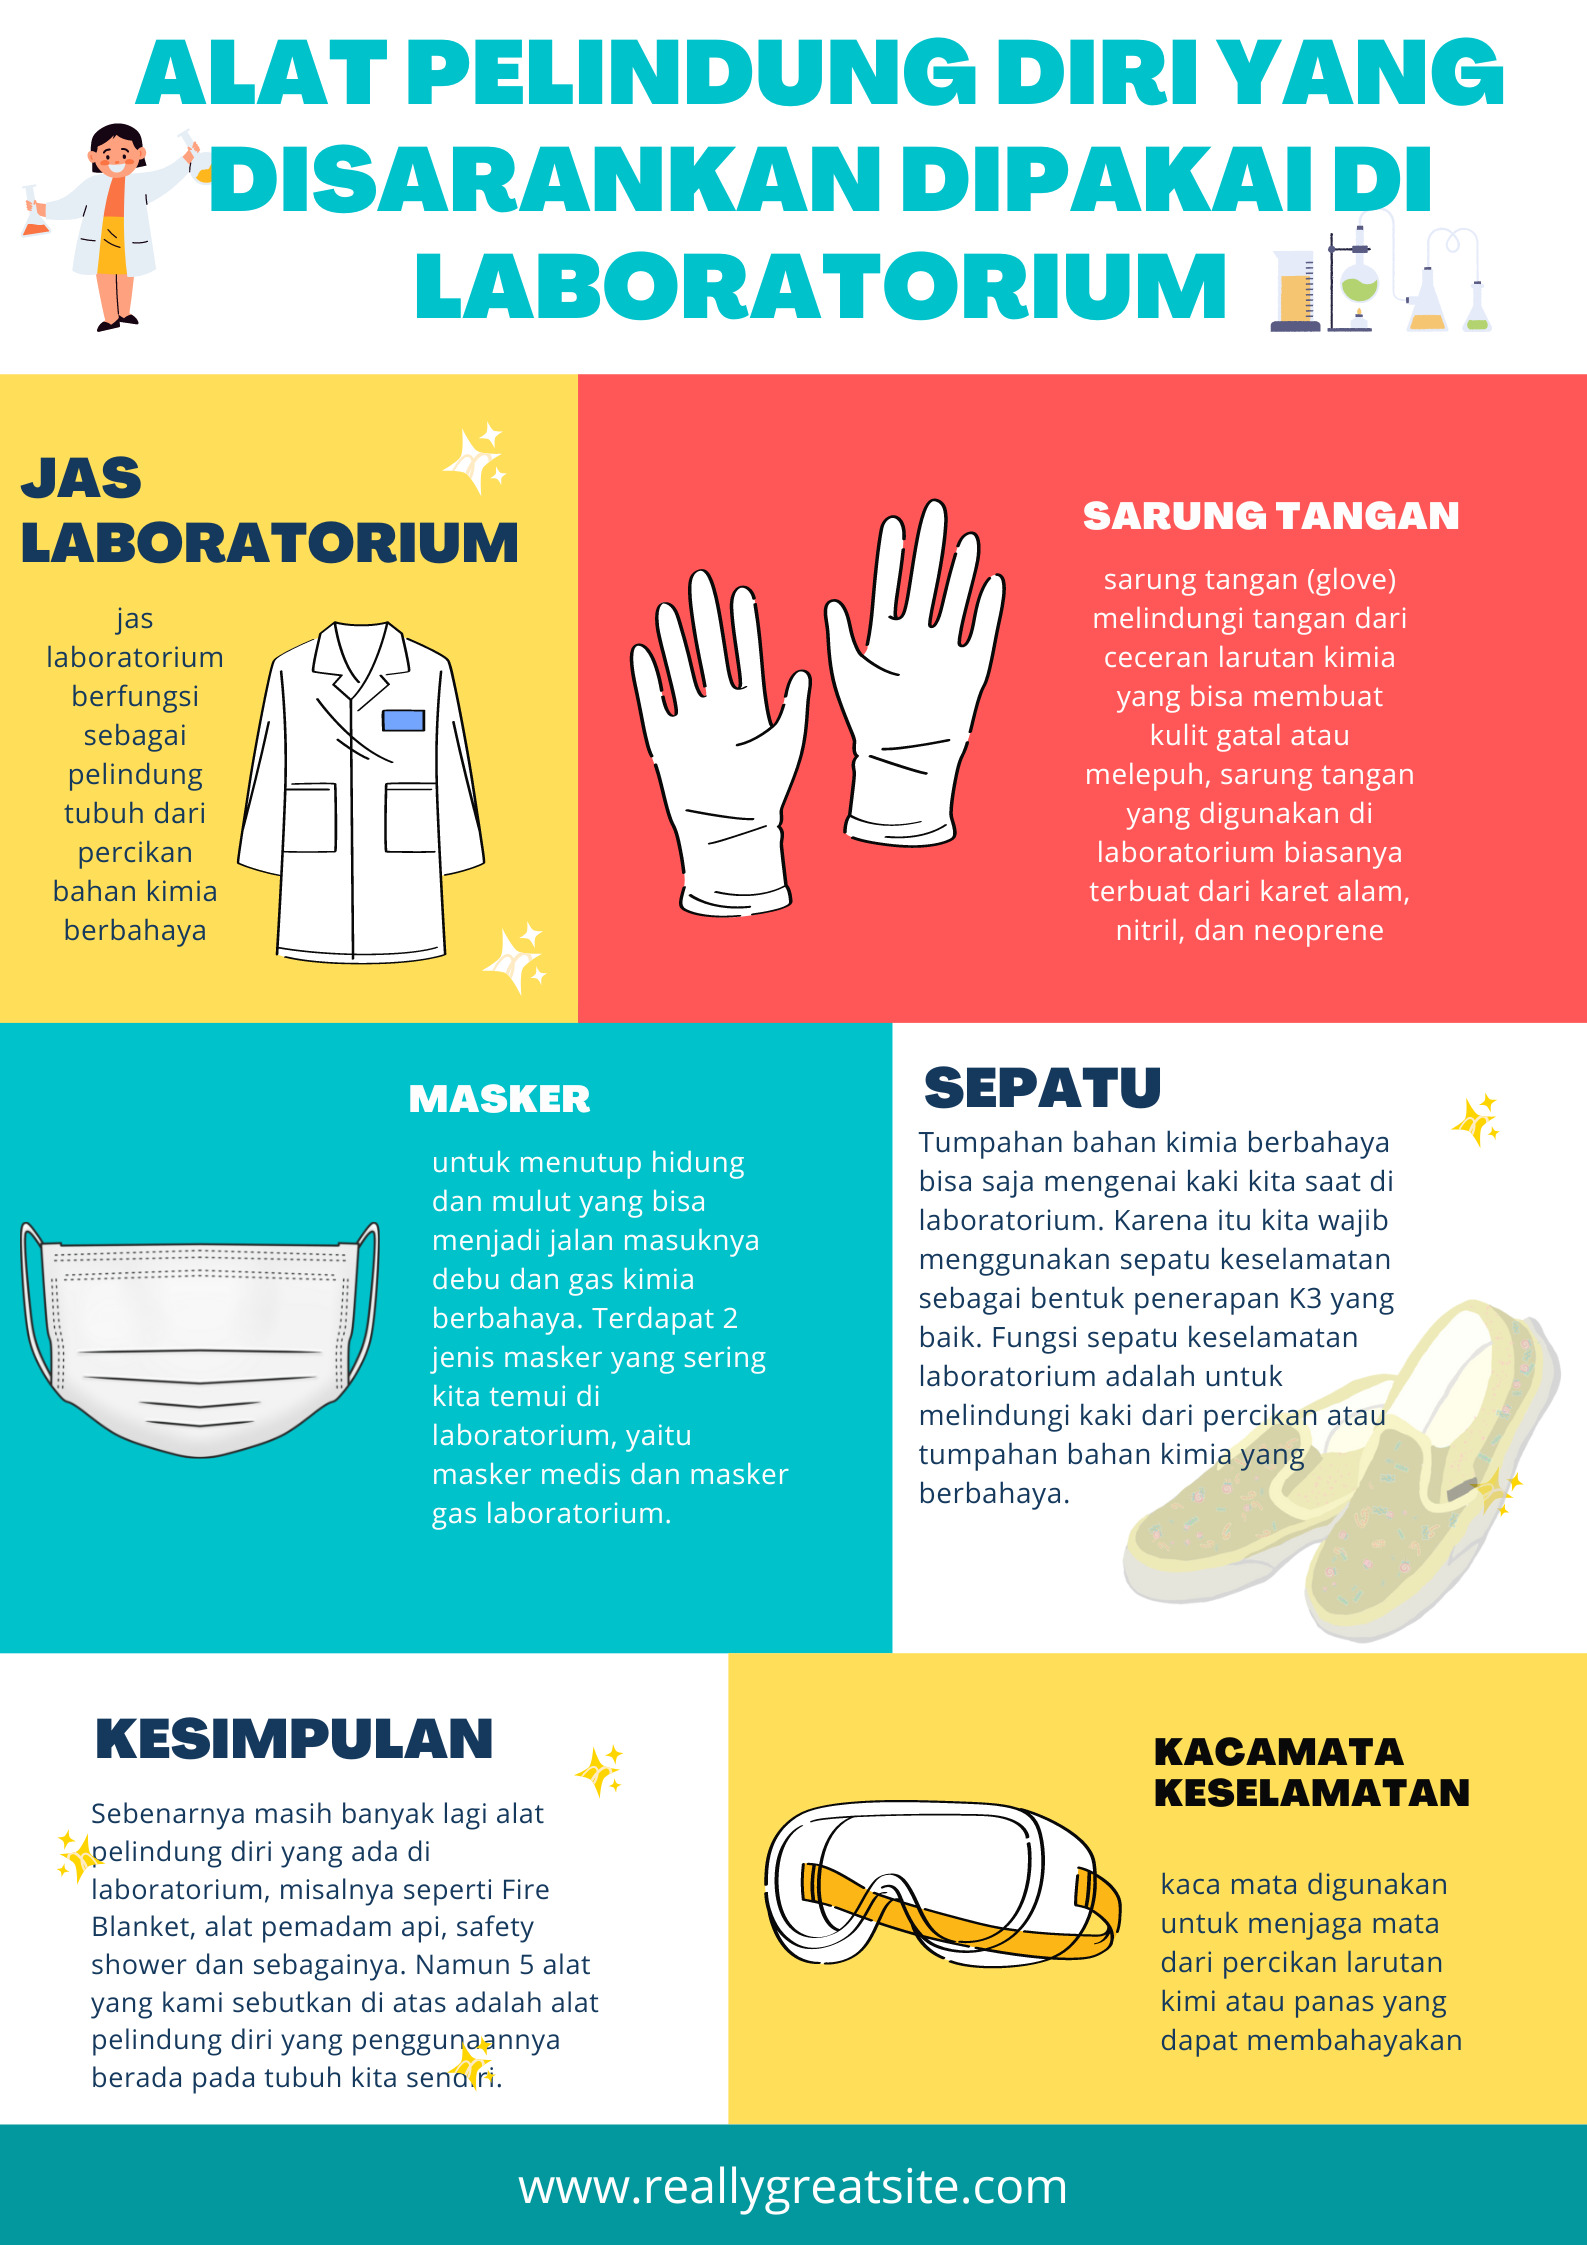 ALAT PELINDUNG DIRI YANG
DISARANKAN DIPAKAI DI
LABORATORIUM
JAS
LABORATORIUM
jas
laboratorium
berfungsi
sebagai
pelindung
tubuh dari
percikan
bahan kimia
berbahaya
SARUNG TANGAN
sarung tangan (glove)
melindungi tangan dari
ceceran larutan kimia
yang bisa membuat
kulit gatal atau
melepuh, sarung tangan
yang digunakan di
laboratorium biasanya
terbuat dari karet alam,
nitril, dan neoprene
MASKER
untuk menutup hidung
dan mulut yang bisa
menjadi jalan masuknya
debu dan gas kimia
berbahaya. Terdapat 2
jenis masker yang sering
kita temui di
laboratorium, yaitu
masker medis dan masker
gas laboratorium.
SEPATU
Tumpahan bahan kimia berbahaya
bisa saja mengenai kaki kita saat di
laboratorium. Karena itu kita wajib
menggunakan sepatu keselamatan
sebagai bentuk penerapan K3 yang
baik. Fungsi sepatu keselamatan
laboratorium adalah untuk
melindungi kaki dari percikan atau
tumpahan bahan kimia yang
berbahaya.
KESIMPULAN
Sebenarnya masih banyak lagi alat
pelindung diri yang ada di
laboratorium, misalnya seperti Fire
Blanket, alat pemadam api, safety
shower dan sebagainya. Namun 5 alat
yang kami sebutkan di atas adalah alat
pelindung diri yang penggunaannya
berada pada tubuh kita sendiri.
KACAMATA
KESELAMATAN
kaca mata digunakan
untuk menjaga mata
dari percikan larutan
kimi atau panas yang
dapat membahayakan
www.reallygreatsite.com